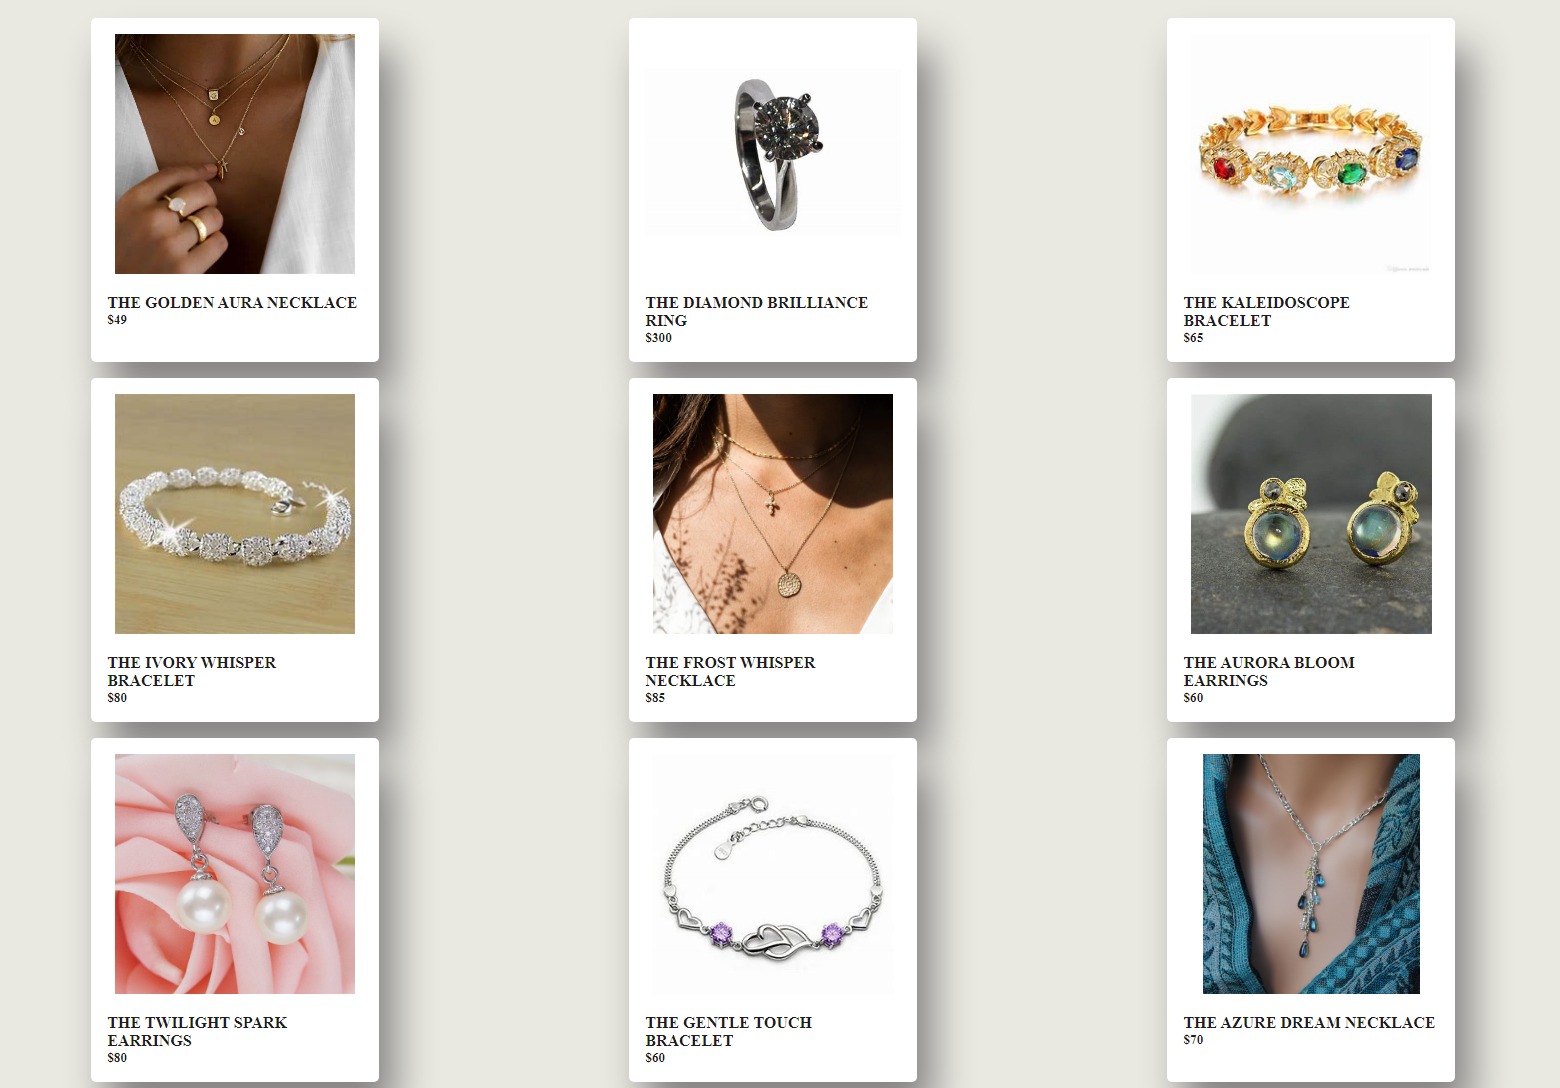 THE GOLDEN AURA NECKLACE
$49
THE DIAMOND BRILLIANCE
RING
$300
THE KALEIDOSCOPE
BRACELET
$65
THE IVORY WHISPER
BRACELET
$80
THE FROST WHISPER
NECKLACE
$85
THE AURORA BLOOM
EARRINGS
$60
THE TWILIGHT SPARK
EARRINGS
$80
THE GENTLE TOUCH
BRACELET
$60
THE AZURE DREAM NECKLACE
$70